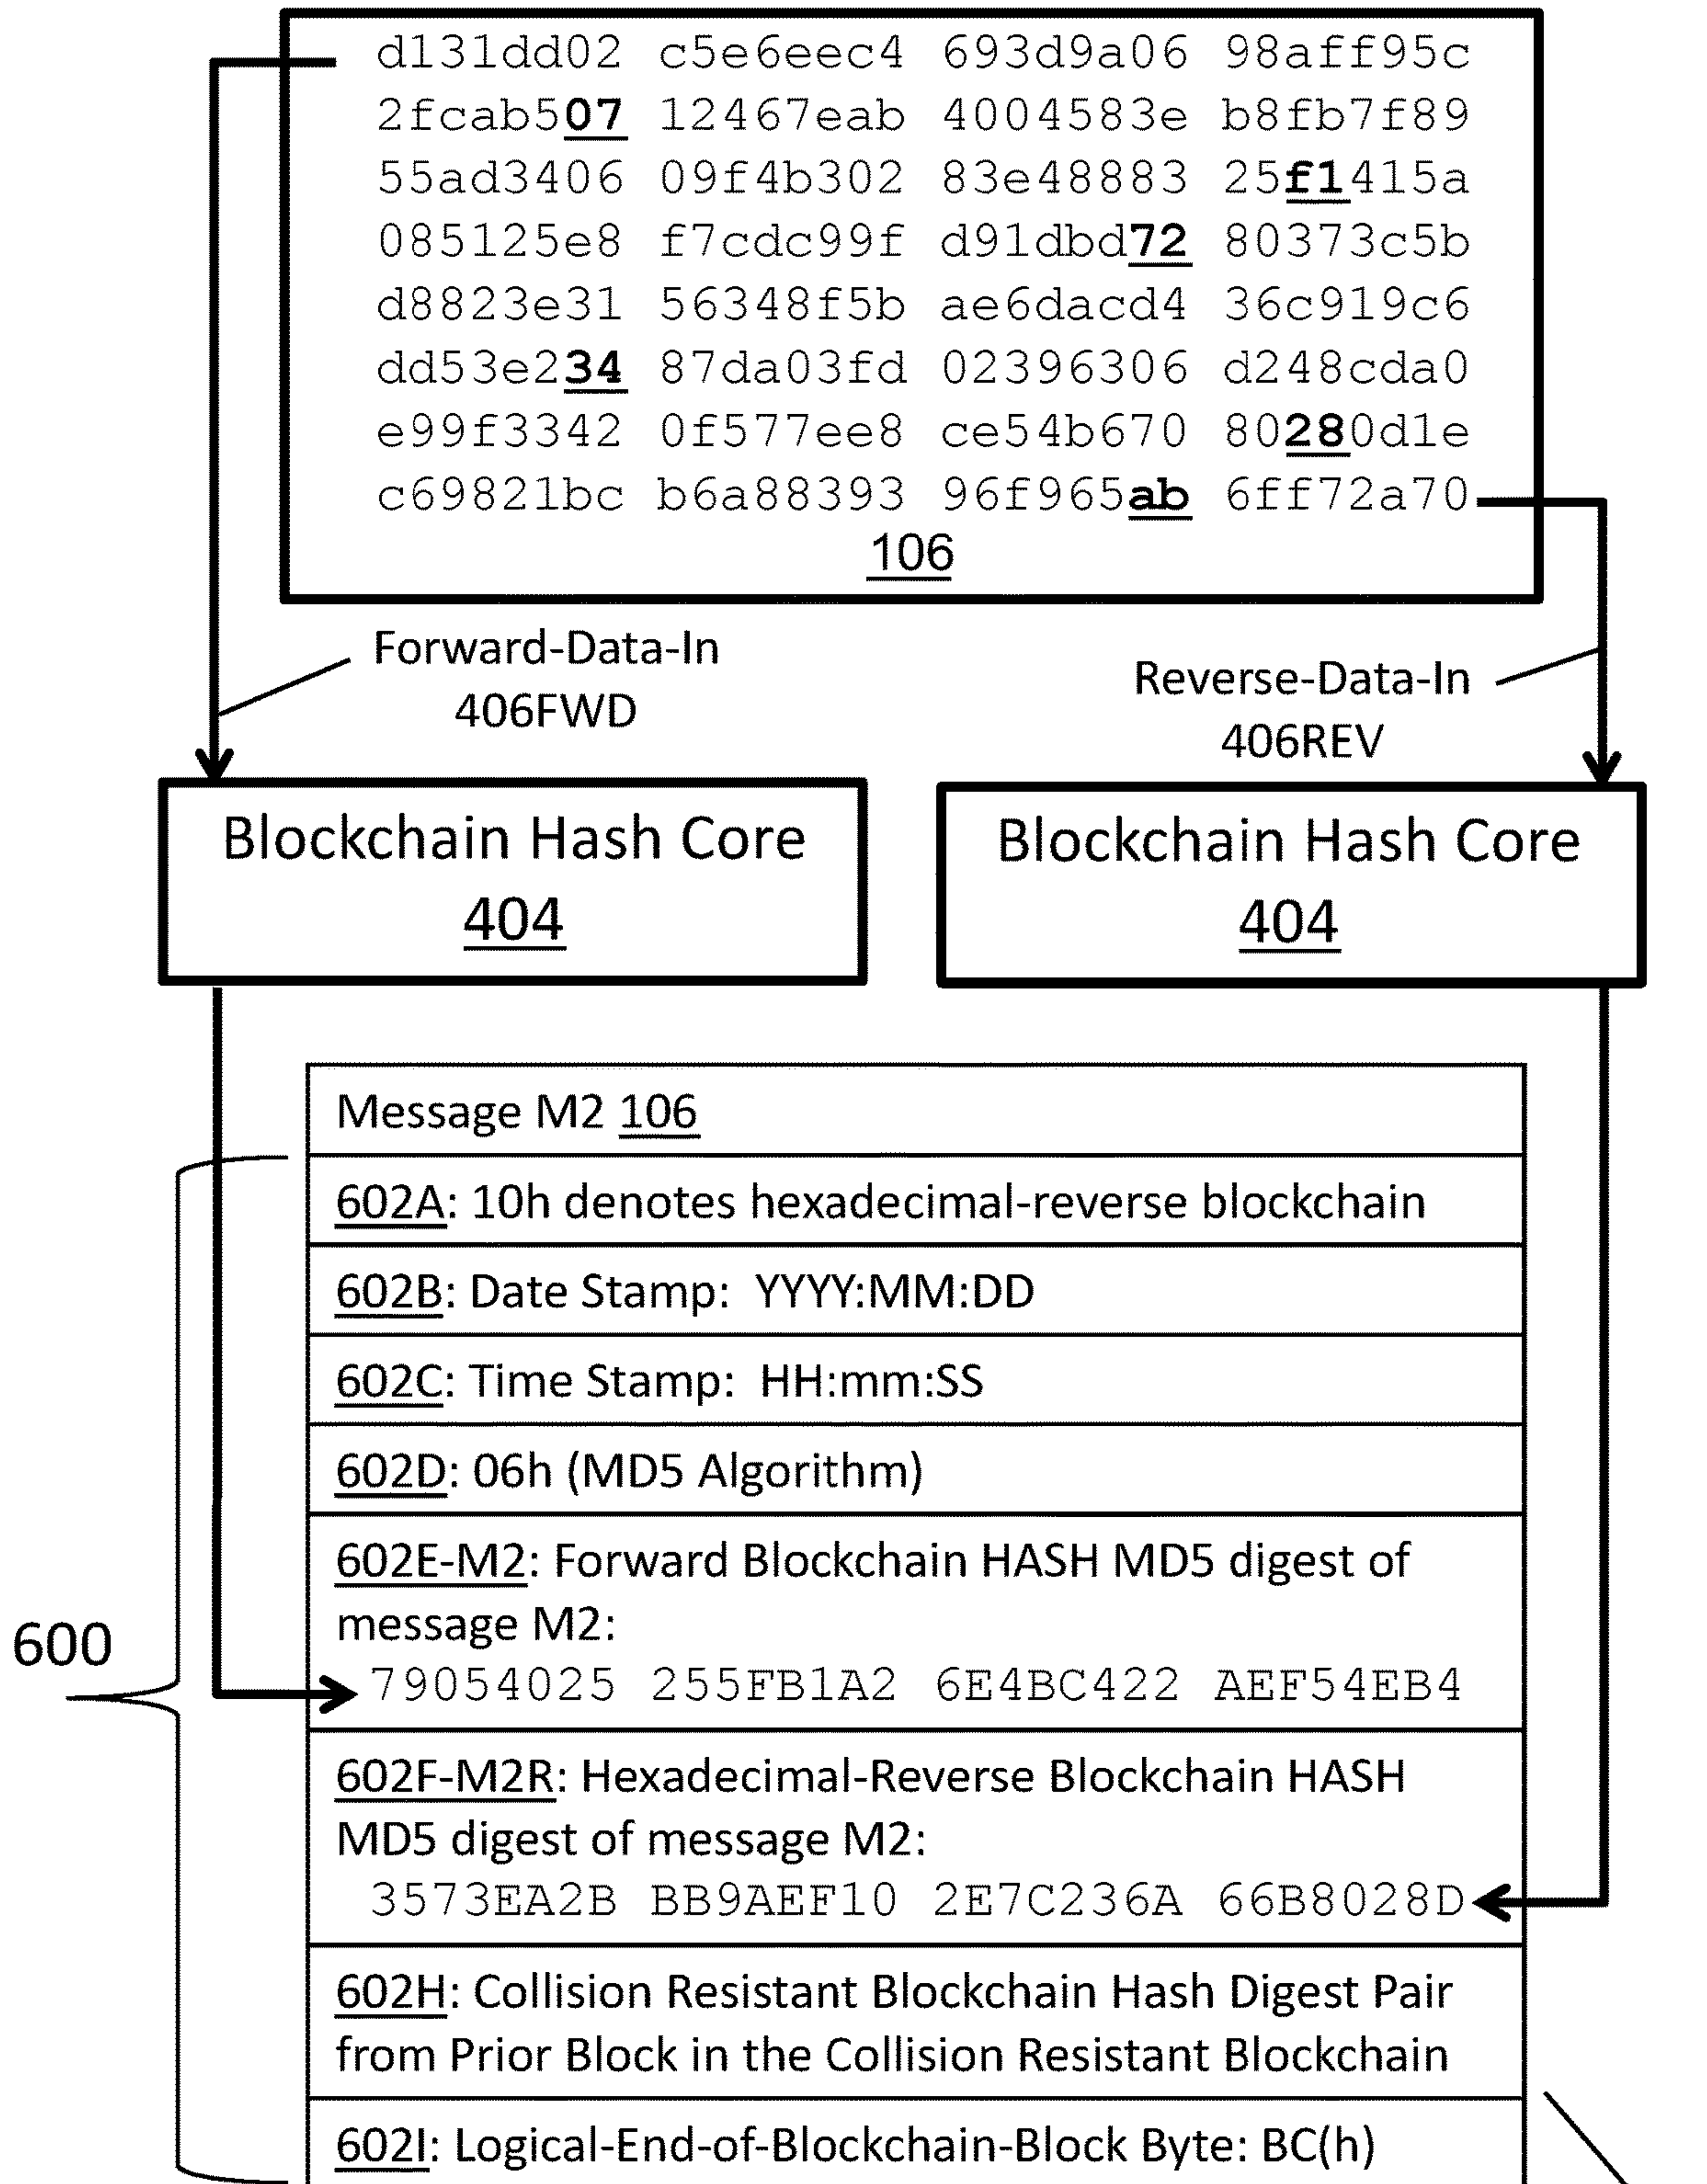 d131dd02 c5e6eec4 693d9a06 98aff95c
2fcab507 12467eab 4004583e b8fb7f89
55ad3406 09f4b302 83e48883 25f1415a
085125e8 f7cdc99f d91dbd72 80373c5b
d8823e31 56348f5b ae6dacd4 36c919c6
dd53e234 87da03fd 02396306 d248cda0
e99f3342 0f577ee8 ce54b670 80280d1e
c69821bc b6a88393 96f965ab 6ff72a70
106
Forward-Data-In
406FWD
Reverse-Data-In
406REV
Blockchain Hash Core
404
Blockchain Hash Core
404
Message M2 106
602A: 10h denotes hexadecimal-reverse blockchain
602B: Date Stamp: YYYY:MM:DD
602C: Time Stamp: HH:mm:SS
602D: 06h (MD5 Algorithm)
602E-M2: Forward Blockchain HASH MD5 digest of
message M2:
79054025 255FB1A2 6E4BC422 AEF54EB4
600
602F-M2R: Hexadecimal-Reverse Blockchain HASH
MD5 digest of message M2:
3573EA2B BB9AEF10 2E7C236A 66B8028D
602H: Collision Resistant Blockchain Hash Digest Pair
from Prior Block in the Collision Resistant Blockchain
602I: Logical-End-of-Blockchain-Block Byte: BC(h)